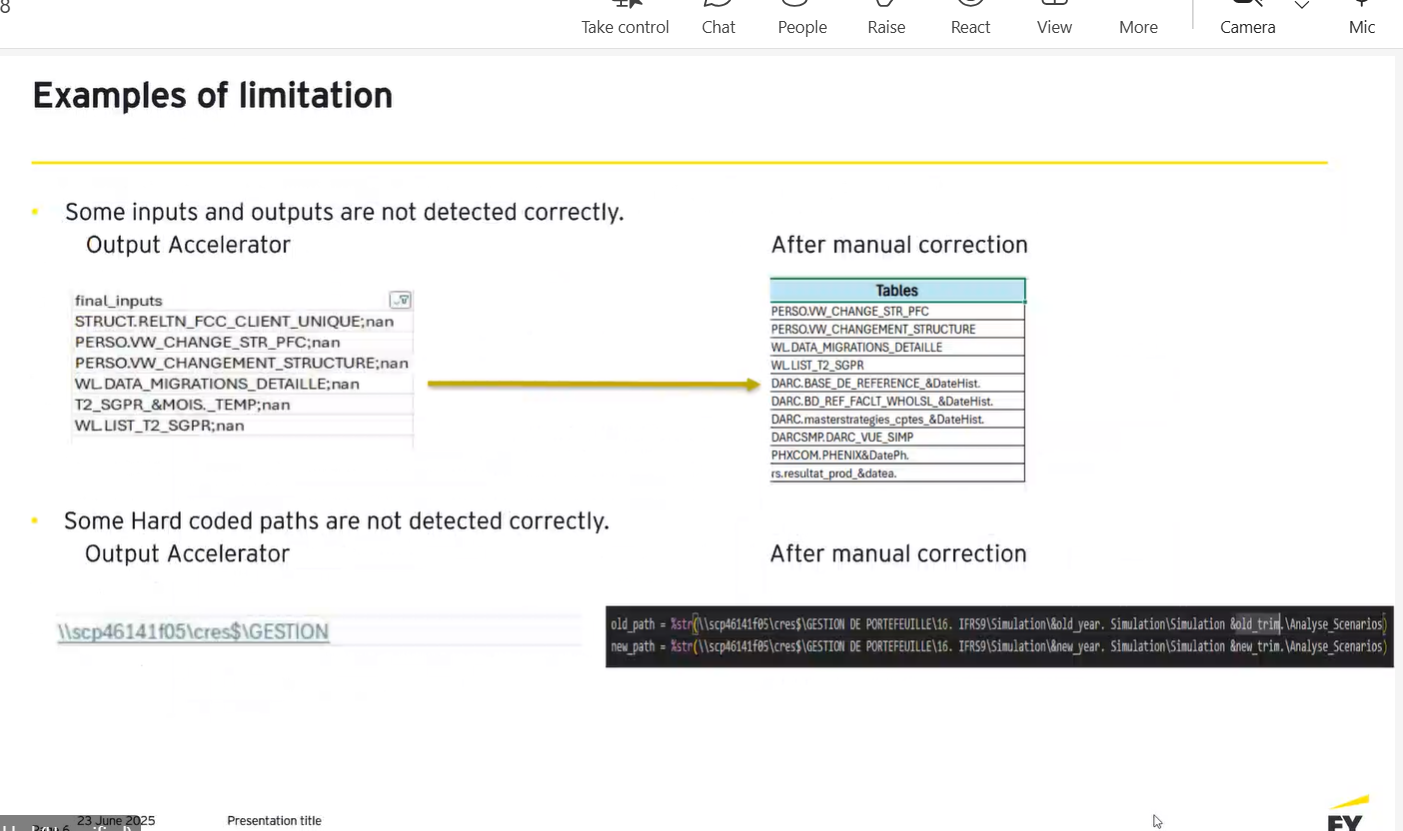 8
Take control Chat People Raise React View More Camera Mic
Examples of limitation
• Some inputs and outputs are not detected correctly.
Output Accelerator
final_inputs
STRUCT.RELTN_FCC_CLIENT_UNIQUE;nan
PERSO.VW_CHANGE_STR_PFC;nan
PERSO.VW_CHANGEMENT_STRUCTURE;nan
WL.DATA_MIGRATIONS_DETAILLE;nan
T2_SGPR_&MOIS._TEMP;nan
WL.LIST_T2_SGPR;nan
After manual correction
Tables
PERSO.VW_CHANGE_STR_PFC
PERSO.VW_CHANGEMENT_STRUCTURE
WL.DATA_MIGRATIONS_DETAILLE
WL.LIST_T2_SGPR
DARC.BASE_DE_REFERENCE_&DateHist.
DARC.BD_REF_FACLT_WHOLSL_&DateHist.
DARC.masterstrategies_cptes_&DateHist.
DARCSMP.DARC_VUE_SIMP
PHXCOM.PHENIX&DatePh.
rs.resultat_prod_&datea.
• Some Hard coded paths are not detected correctly.
Output Accelerator
\\scp46141f05\cres$\GESTION
After manual correction
old_path = %str(\\scp46141f05\cres$\GESTION DE PORTEFEUILLE\16. IFRS9\Simulation\&old_year. Simulation\Simulation &old_trim.\Analyse_Scenarios)
new_path = %str(\\scp46141f05\cres$\GESTION DE PORTEFEUILLE\16. IFRS9\Simulation\&new_year. Simulation\Simulation &new_trim.\Analyse_Scenarios)
23 June 2025 Presentation title
EY